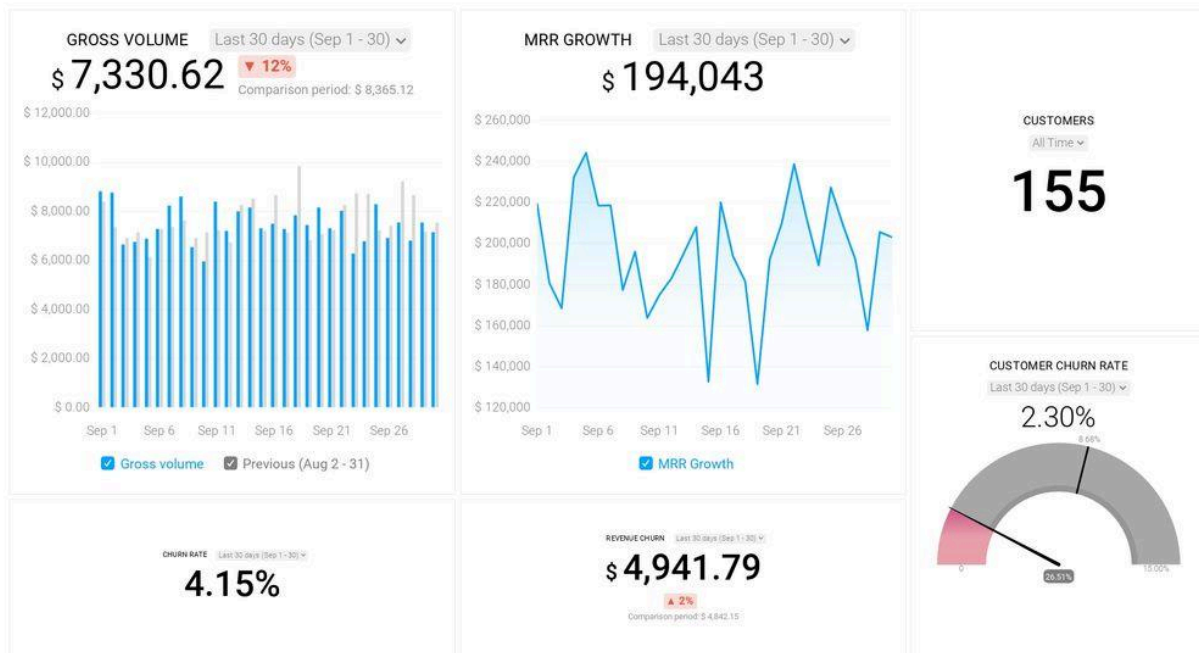 GROSS VOLUME Last 30 days (Sep 1 - 30)
$ 7,330.62 ▼ 12%
Comparison period: $ 8,365.12
$ 12,000.00
$ 10,000.00
$ 8,000.00
$ 6,000.00
$ 4,000.00
$ 2,000.00
$ 0.00
Sep 1 Sep 6 Sep 11 Sep 16 Sep 21 Sep 26
Gross volume Previous (Aug 2 - 31)
MRR GROWTH Last 30 days (Sep 1 - 30)
$ 194,043
$ 260,000
$ 240,000
$ 220,000
$ 200,000
$ 180,000
$ 160,000
$ 140,000
$ 120,000
Sep 1 Sep 6 Sep 11 Sep 16 Sep 21 Sep 26
MRR Growth
CUSTOMERS
All Time
155
CHURN RATE Last 30 days (Sep 1 - 30)
4.15%
REVENUE CHURN Last 30 days (Sep 1 - 30)
$ 4,941.79
▲ 2%
Comparison period: $ 4,842.15
CUSTOMER CHURN RATE
Last 30 days (Sep 1 - 30)
2.30%
8.68%
0
26.51%
15.00%